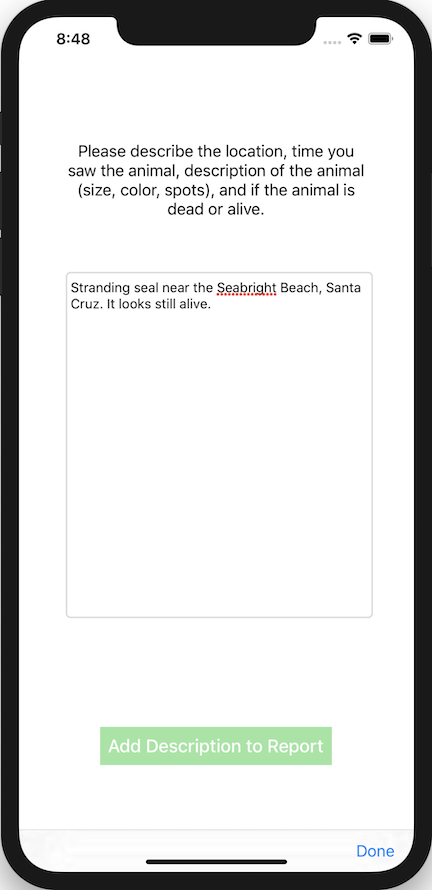 8:48
Please describe the location, time you
saw the animal, description of the animal
(size, color, spots), and if the animal is
dead or alive.
Stranding seal near the Seabright Beach, Santa
Cruz. It looks still alive.
Add Description to Report
Done